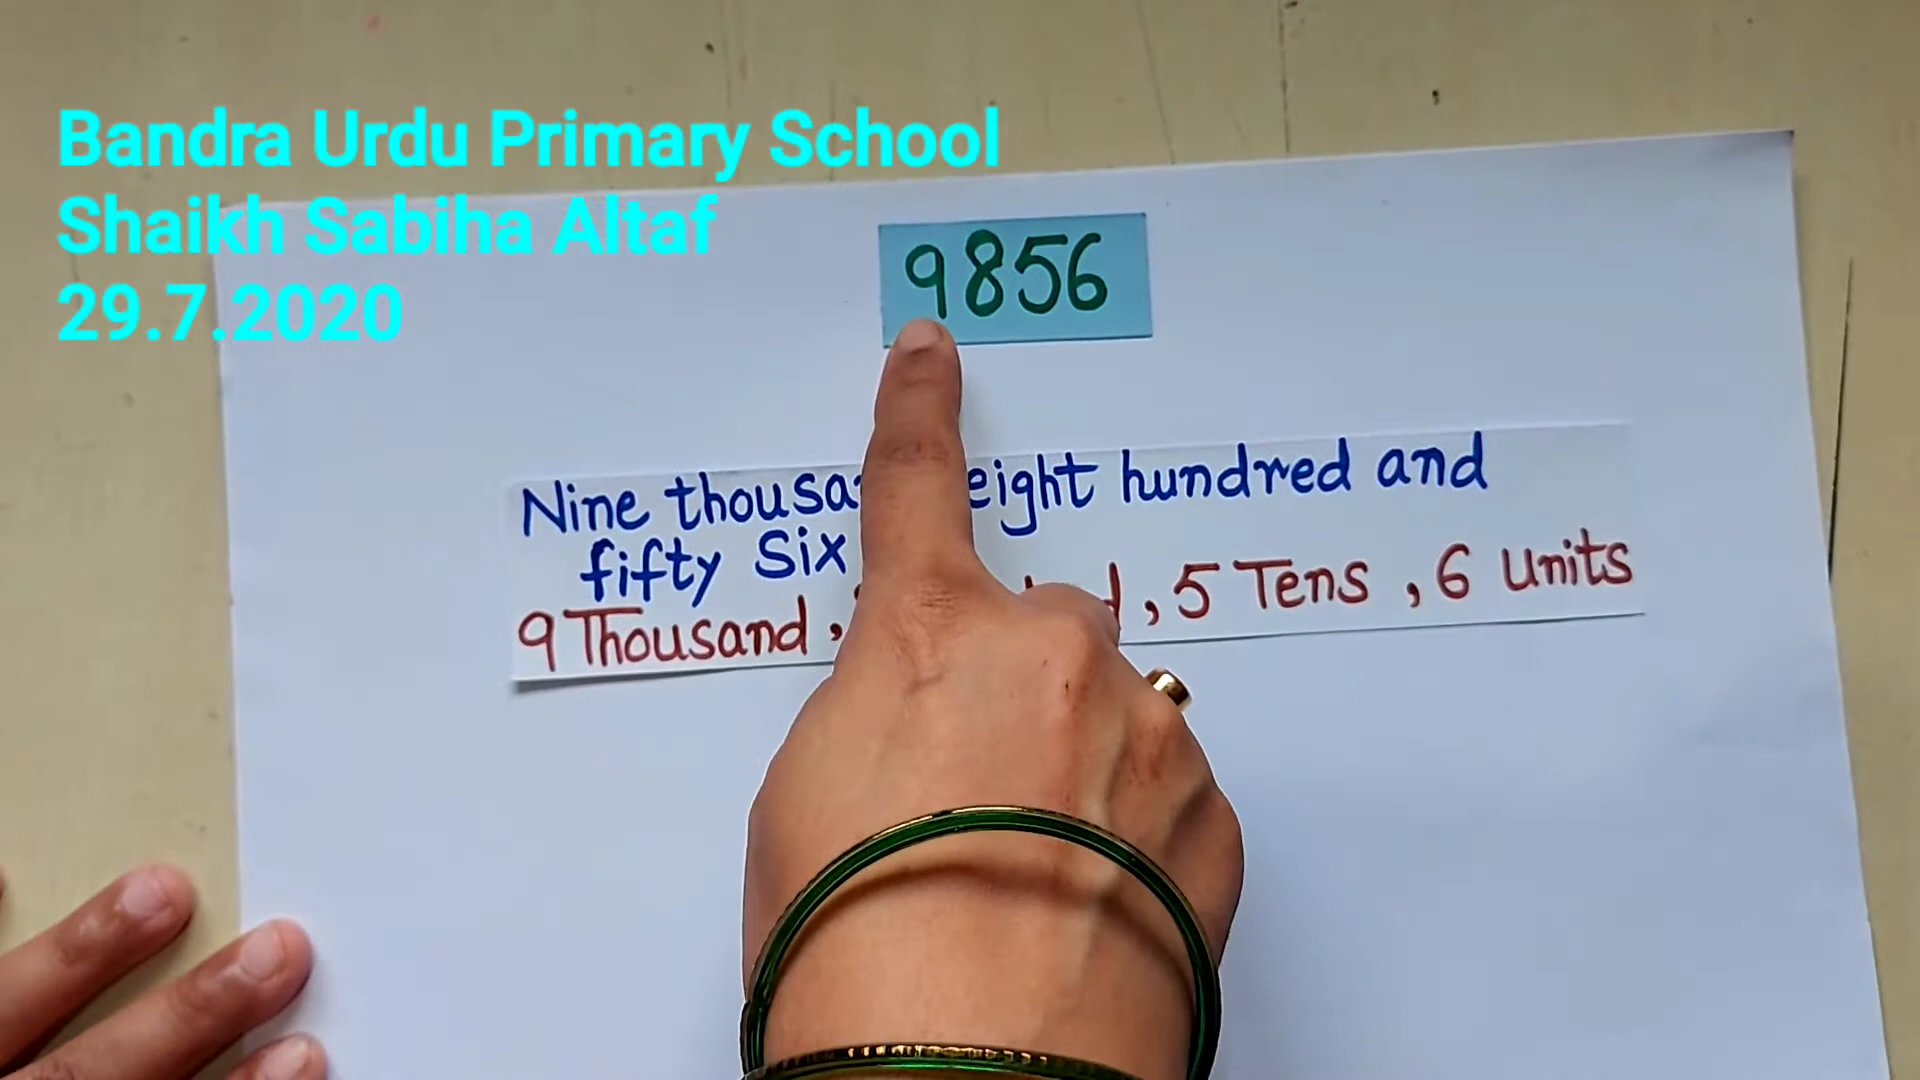 Bandra Urdu Primary School
Shaikh Sabiha Altaf
29.7.2020
9856
Nine eight hundred and
fifty Six
9 Thousand, , 5 Tens , 6 Units